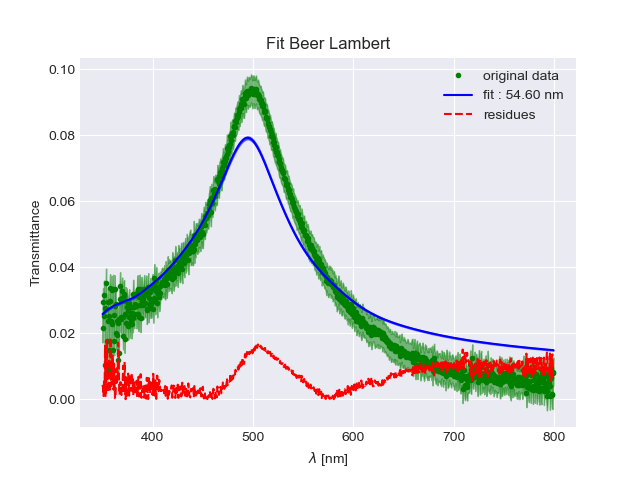 Fit Beer Lambert
original data
fit : 54.60 nm
residues
Transmittance
0.10
0.08
0.06
0.04
0.02
0.00
400 500 600 700 800
λ [nm]